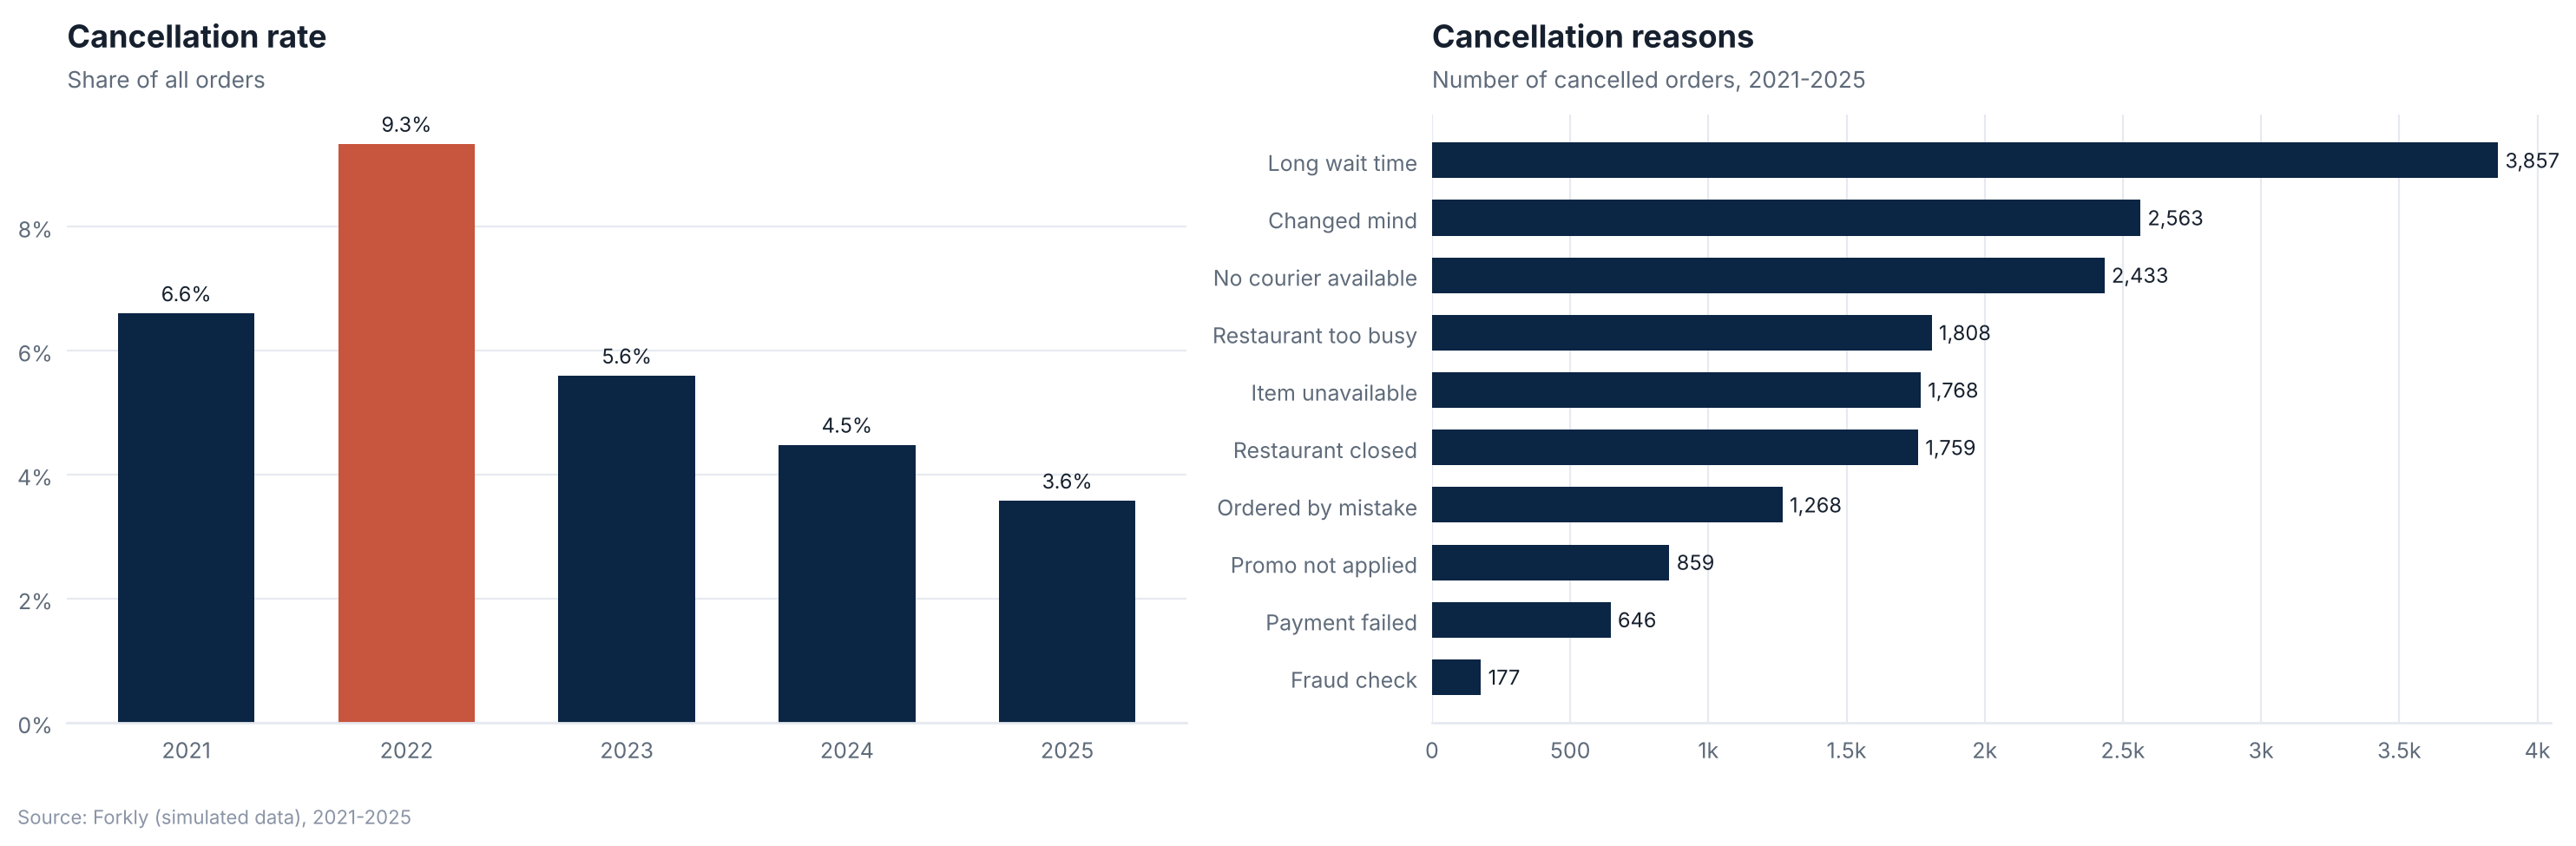 Cancellation rate
Share of all orders
9.3%
8%
6.6%
6%
5.6%
4.5%
4%
3.6%
2%
0%
2021 2022 2023 2024 2025
Cancellation reasons
Number of cancelled orders, 2021-2025
Long wait time 3,857
Changed mind 2,563
No courier available 2,433
Restaurant too busy 1,808
Item unavailable 1,768
Restaurant closed 1,759
Ordered by mistake 1,268
Promo not applied 859
Payment failed 646
Fraud check 177
0 500 1k 1.5k 2k 2.5k 3k 3.5k 4k
Source: Forkly (simulated data), 2021-2025